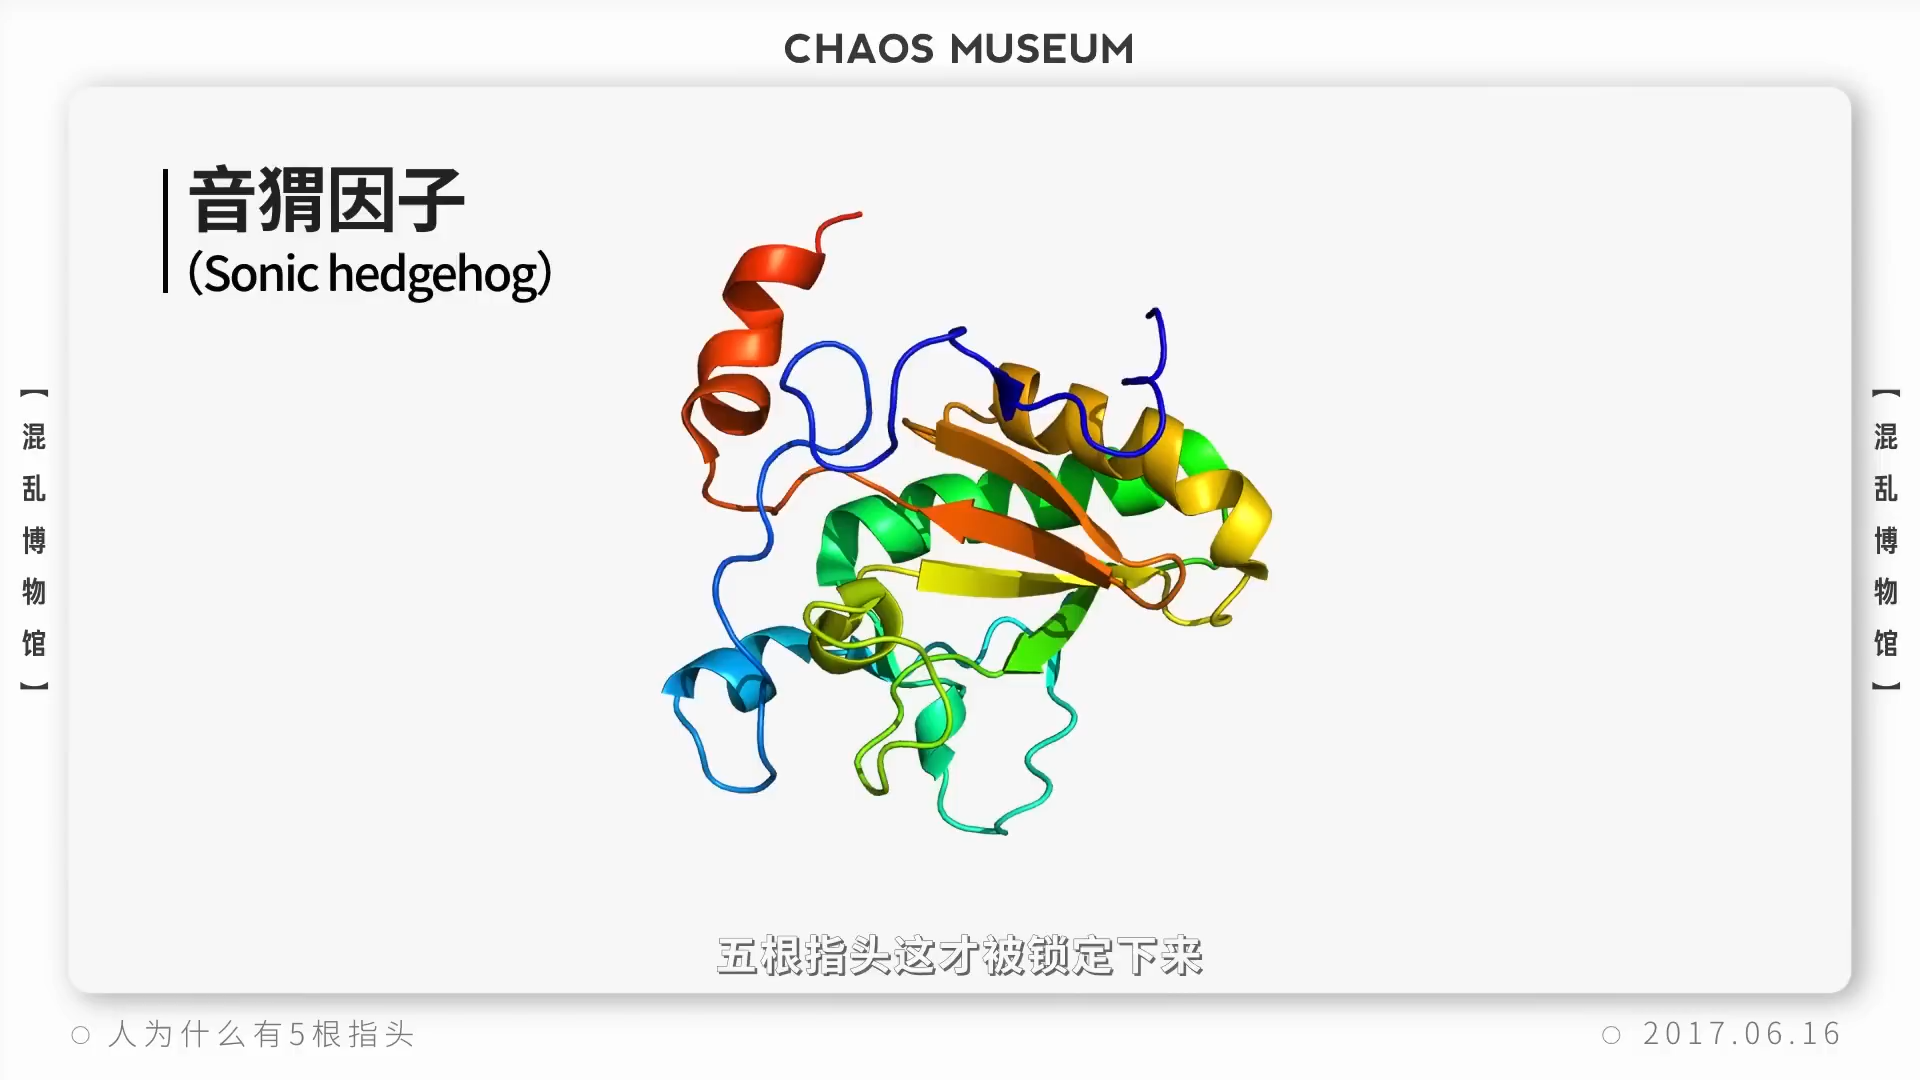 CHAOS MUSEUM
音猬因子
(Sonic hedgehog)
【混乱博物馆】
【混乱博物馆】
五根指头这才被锁定下来
人为什么有5根指头
2017.06.16